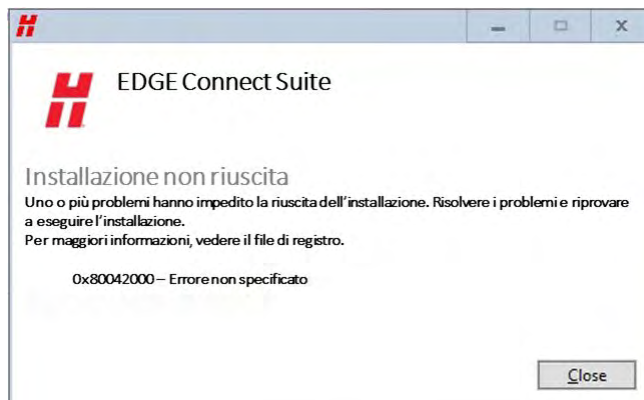 EDGE Connect Suite
Installazione non riuscita
Uno o più problemi hanno impedito la riuscita dell’installazione. Risolvere i problemi e riprovare
a eseguire l’installazione.
Per maggiori informazioni, vedere il file di registro.
0x80042000 – Errore non specificato
Close